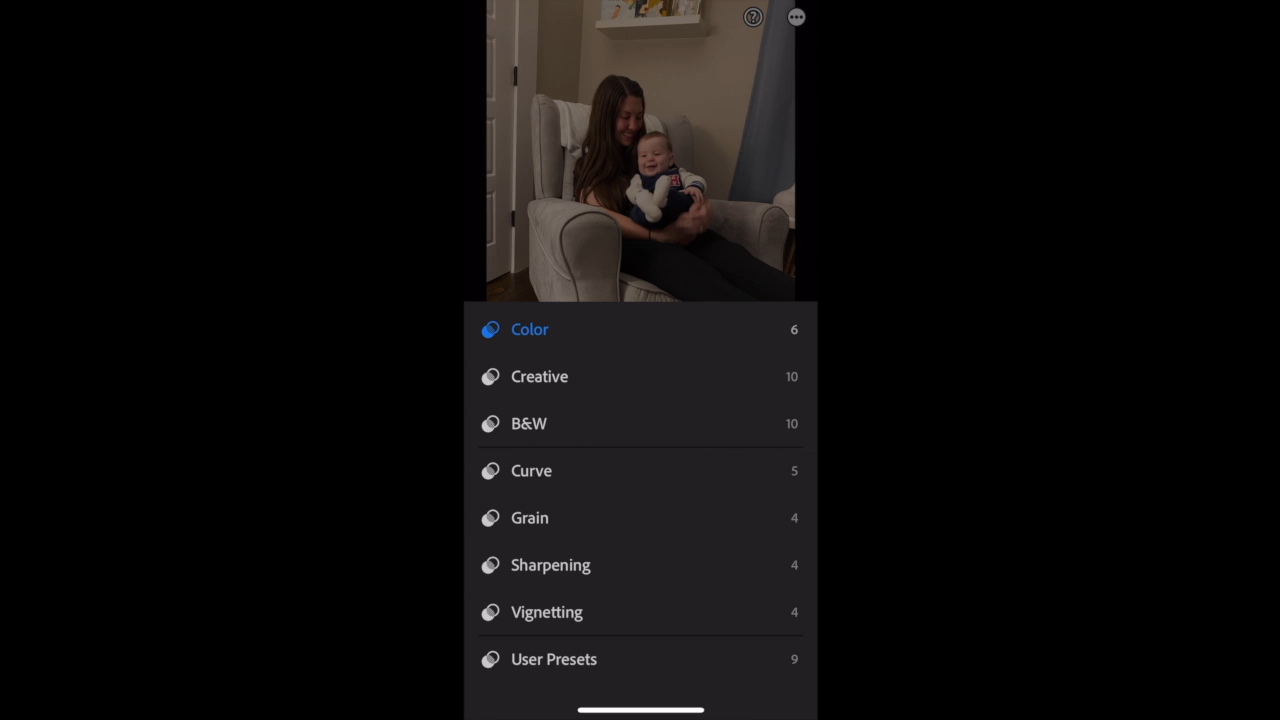 Color 6
Creative 10
B&W 10
Curve 5
Grain 4
Sharpening 4
Vignetting 4
User Presets 9